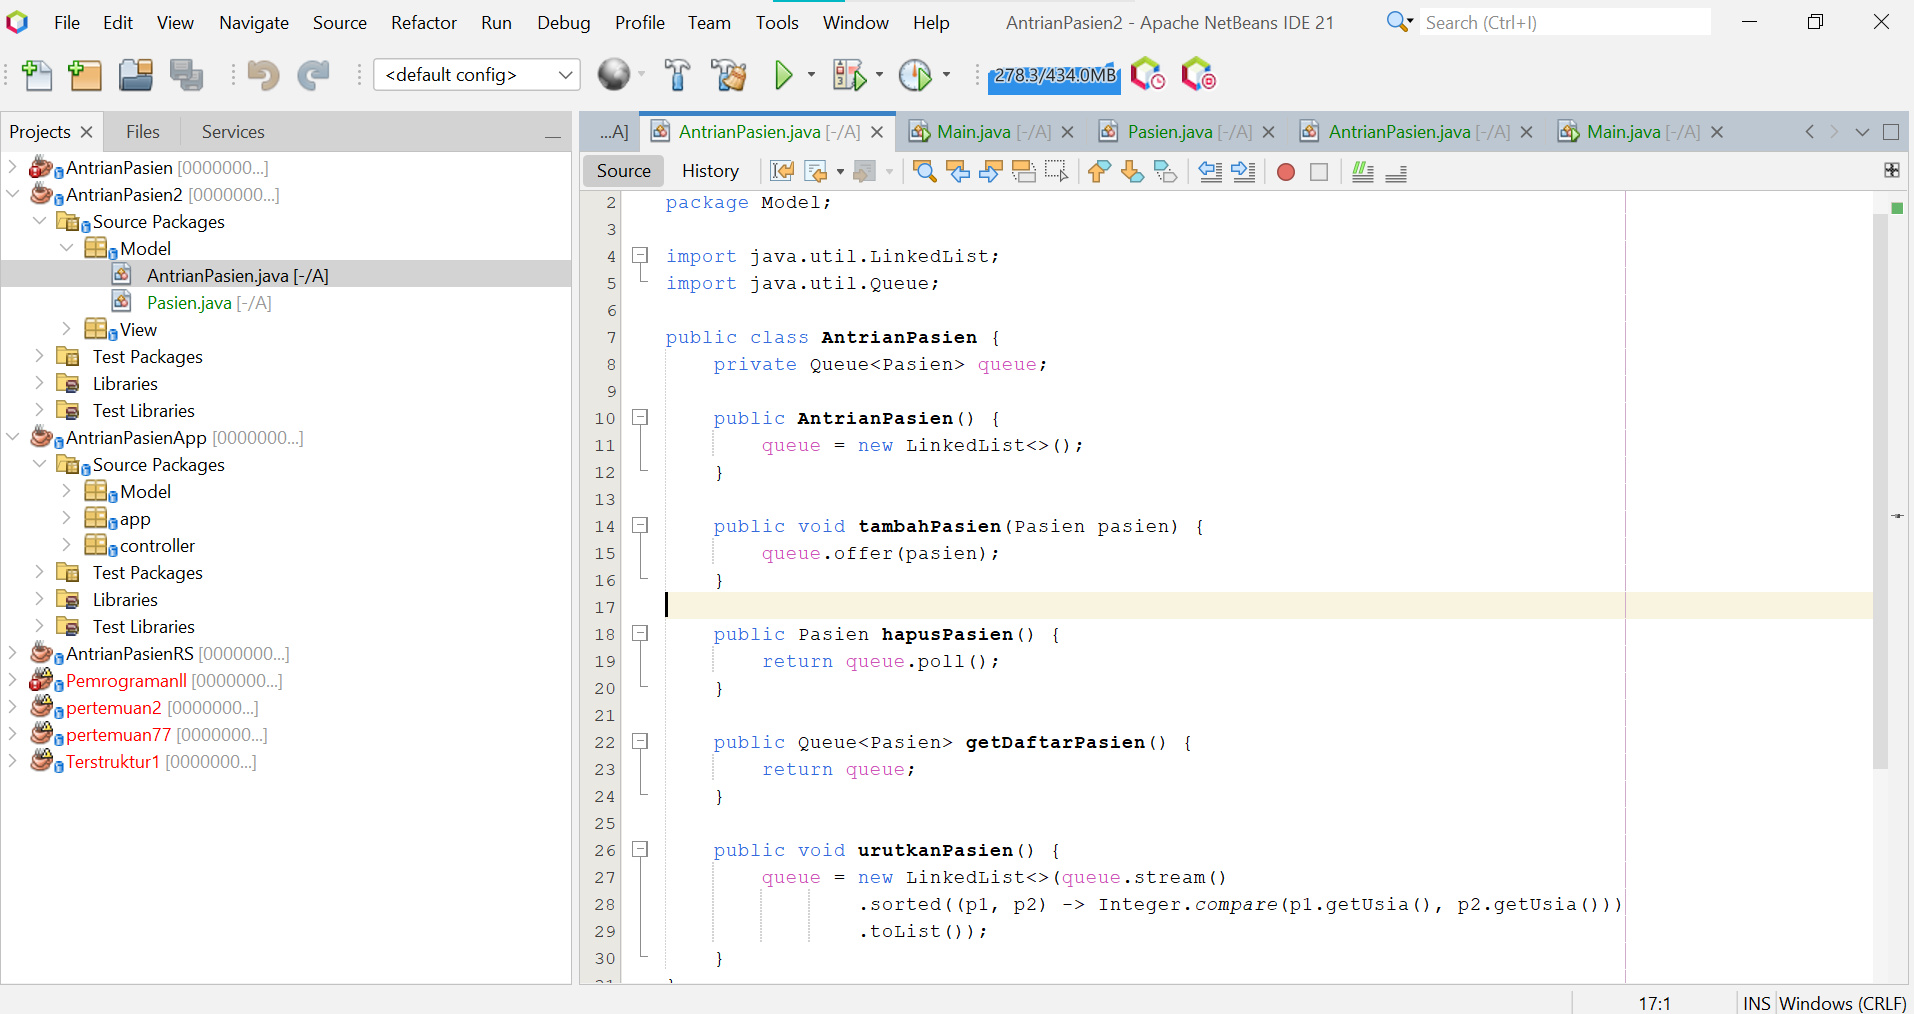 File Edit View Navigate Source Refactor Run Debug Profile Team Tools Window Help AntrianPasien2 - Apache NetBeans IDE 21 Search (Ctrl+I)
<default config> 278.3/434.0MB
Projects Files Services
AntrianPasien [0000000...]
AntrianPasien2 [0000000...]
Source Packages
Model
AntrianPasien.java [-/A]
Pasien.java [-/A]
View
Test Packages
Libraries
Test Libraries
AntrianPasienApp [0000000...]
Source Packages
Model
app
controller
Test Packages
Libraries
Test Libraries
AntrianPasienRS [0000000...]
PemrogramanII [0000000...]
pertemuan2 [0000000...]
pertemuan77 [0000000...]
Terstruktur1 [0000000...]
...A] AntrianPasien.java [-/A] Main.java [-/A] Pasien.java [-/A] AntrianPasien.java [-/A] Main.java [-/A]
Source History
2 package Model;
3
4 import java.util.LinkedList;
5 import java.util.Queue;
6
7 public class AntrianPasien {
8 private Queue<Pasien> queue;
9
10 public AntrianPasien() {
11 queue = new LinkedList<>();
12 }
13
14 public void tambahPasien(Pasien pasien) {
15 queue.offer(pasien);
16 }
17
18 public Pasien hapusPasien() {
19 return queue.poll();
20 }
21
22 public Queue<Pasien> getDaftarPasien() {
23 return queue;
24 }
25
26 public void urutkanPasien() {
27 queue = new LinkedList<>(queue.stream()
28 .sorted((p1, p2) -> Integer.compare(p1.getUsia(), p2.getUsia()))
29 .toList());
30 }
17:1 INS Windows (CRLF)